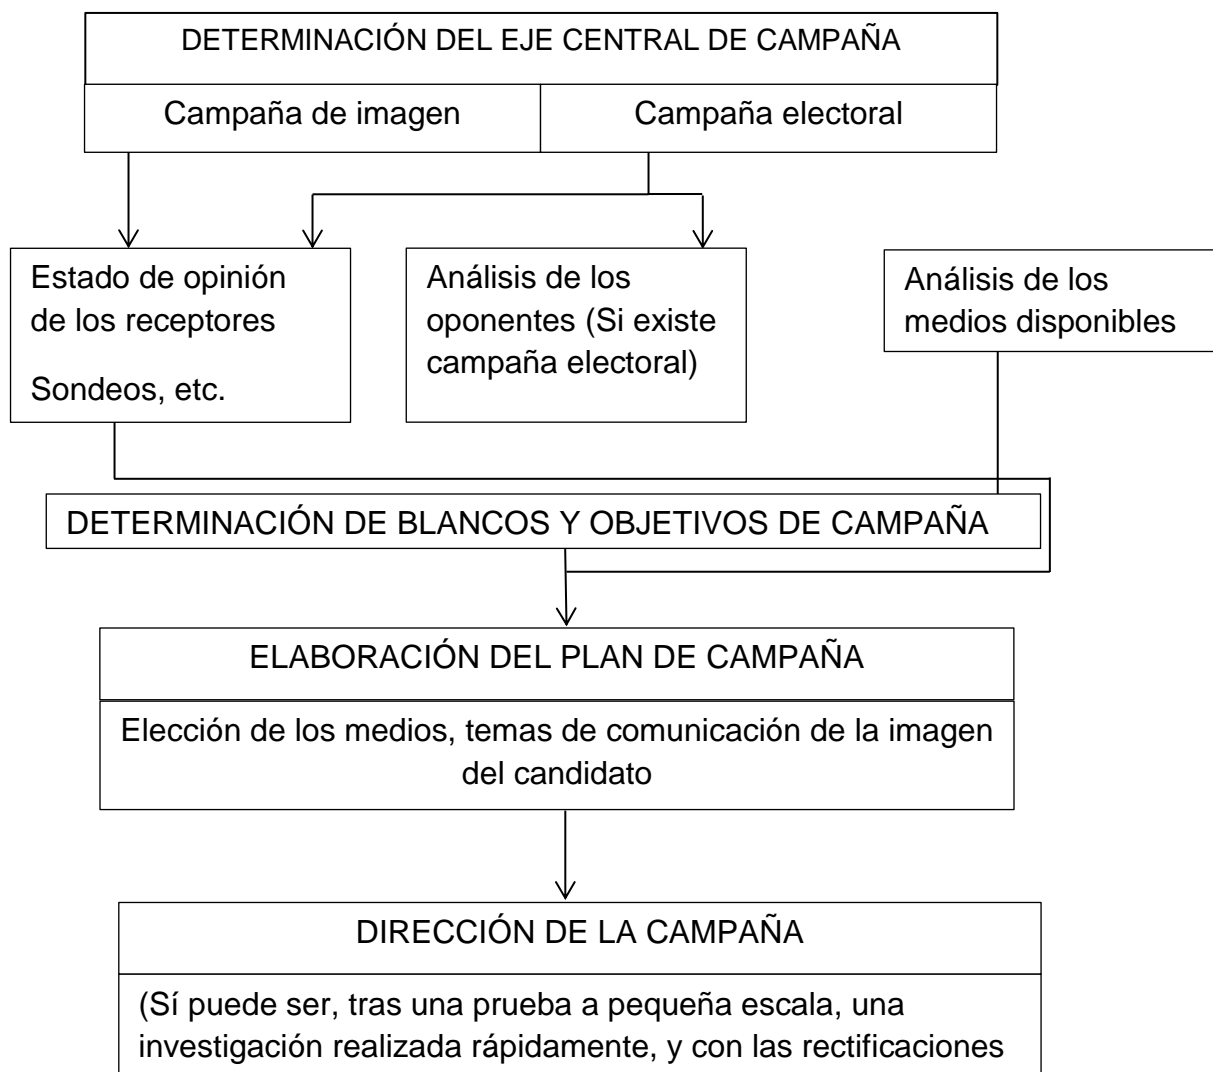 DETERMINACIÓN DEL EJE CENTRAL DE CAMPAÑA
Campaña de imagen
Campaña electoral
Estado de opinión
de los receptores
Sondeos, etc.
Análisis de los
oponentes (Si existe
campaña electoral)
Análisis de los
medios disponibles
DETERMINACIÓN DE BLANCOS Y OBJETIVOS DE CAMPAÑA
ELABORACIÓN DEL PLAN DE CAMPAÑA
Elección de los medios, temas de comunicación de la imagen
del candidato
DIRECCIÓN DE LA CAMPAÑA
(Sí puede ser, tras una prueba a pequeña escala, una
investigación realizada rápidamente, y con las rectificaciones